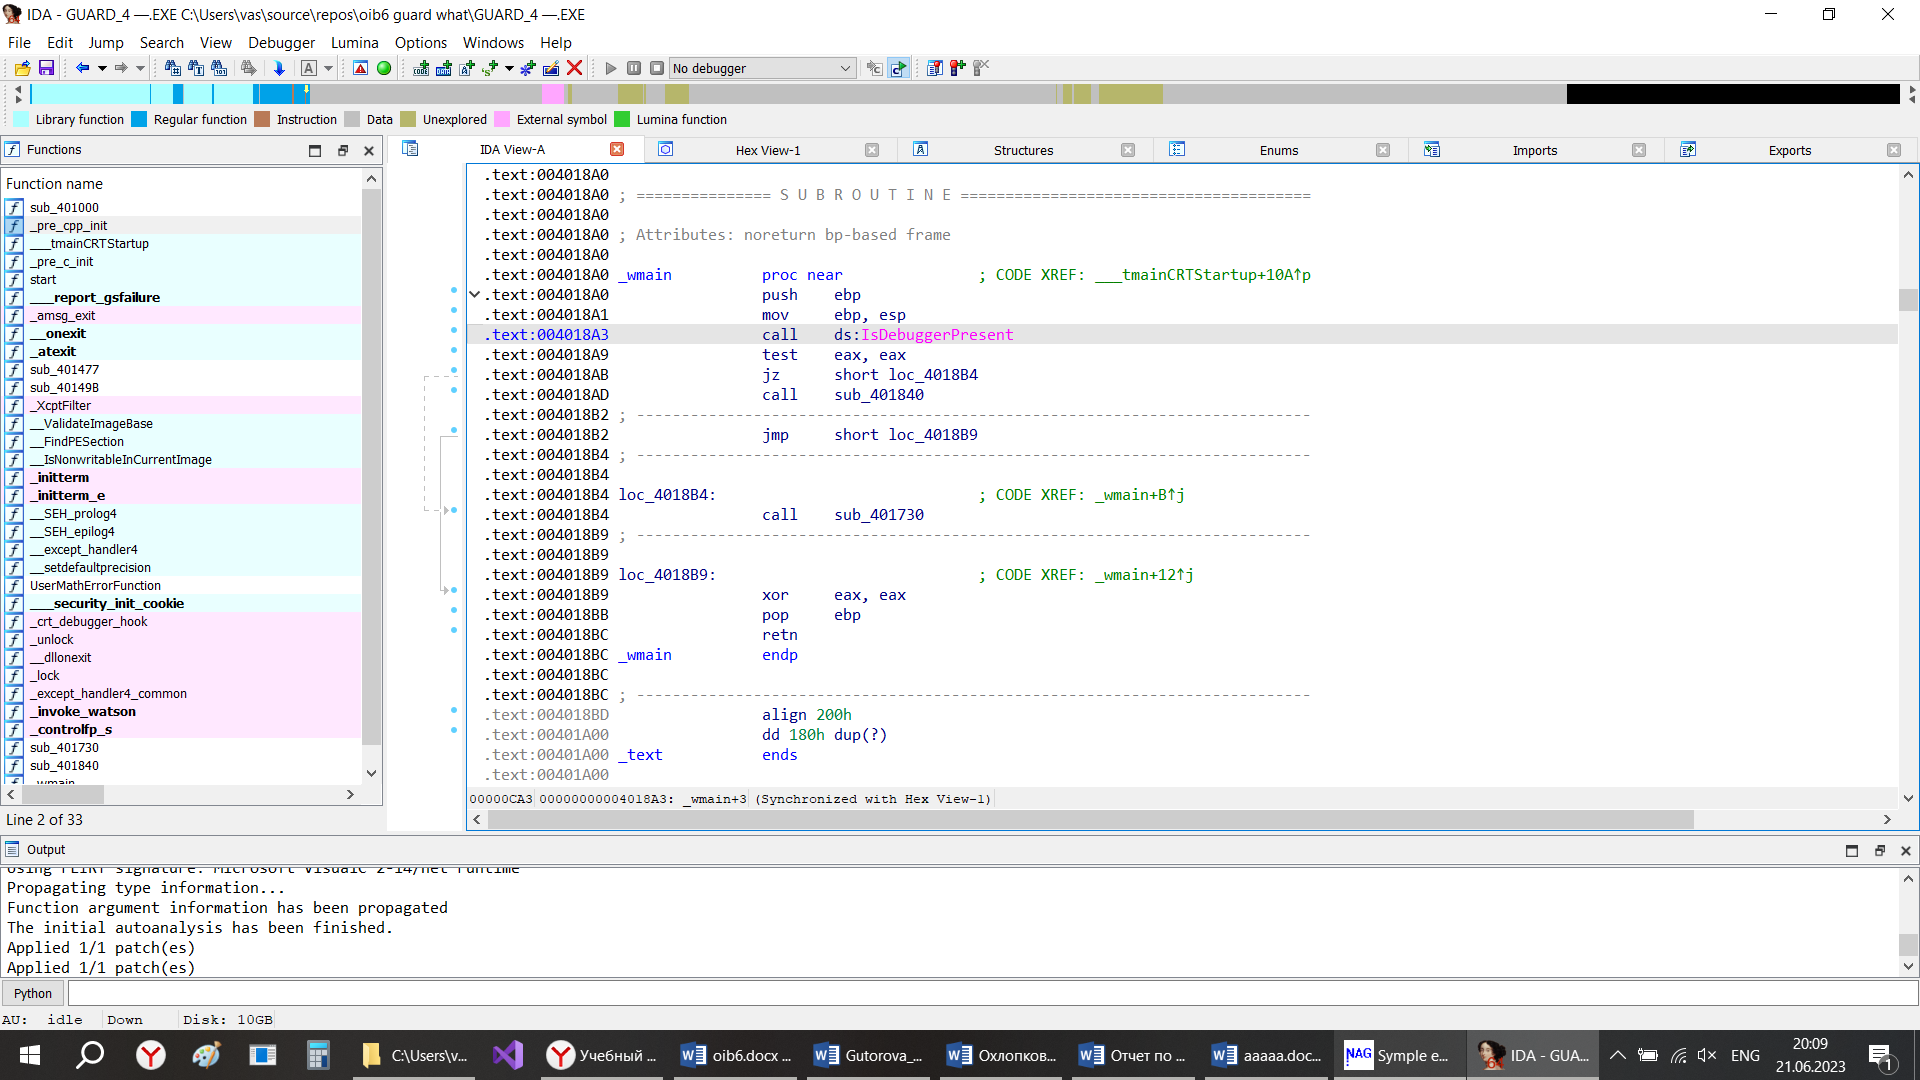 IDA - GUARD_4 —.EXE C:\Users\vas\source\repos\oib6 guard what\GUARD_4 —.EXE
File Edit Jump Search View Debugger Lumina Options Windows Help
No debugger
Library function Regular function Instruction Data Unexplored External symbol Lumina function
Functions
IDA View-A Hex View-1 Structures Enums Imports Exports
Function name
sub_401000
_pre_cpp_init
___tmainCRTStartup
_pre_c_init
start
___report_gsfailure
_amsg_exit
__onexit
_atexit
sub_401477
sub_40149B
_XcptFilter
__ValidateImageBase
__FindPESection
__IsNonwritableInCurrentImage
_initterm
_initterm_e
__SEH_prolog4
__SEH_epilog4
__except_handler4
__setdefaultprecision
UserMathErrorFunction
___security_init_cookie
_crt_debugger_hook
_unlock
__dllonexit
_lock
_except_handler4_common
_invoke_watson
_controlfp_s
sub_401730
sub_401840
_wmain
Line 2 of 33
.text:004018A0
.text:004018A0 ; =============== S U B R O U T I N E =======================================
.text:004018A0
.text:004018A0 ; Attributes: noreturn bp-based frame
.text:004018A0
.text:004018A0 _wmain proc near ; CODE XREF: ___tmainCRTStartup+10A↑p
.text:004018A0 push ebp
.text:004018A1 mov ebp, esp
.text:004018A3 call ds:IsDebuggerPresent
.text:004018A9 test eax, eax
.text:004018AB jz short loc_4018B4
.text:004018AD call sub_401840
.text:004018B2 ; ---------------------------------------------------------------------------
.text:004018B2 jmp short loc_4018B9
.text:004018B4 ; ---------------------------------------------------------------------------
.text:004018B4
.text:004018B4 loc_4018B4: ; CODE XREF: _wmain+B↑j
.text:004018B4 call sub_401730
.text:004018B9 ; ---------------------------------------------------------------------------
.text:004018B9
.text:004018B9 loc_4018B9: ; CODE XREF: _wmain+12↑j
.text:004018B9 xor eax, eax
.text:004018BB pop ebp
.text:004018BC retn
.text:004018BC _wmain endp
.text:004018BC
.text:004018BC ; ---------------------------------------------------------------------------
.text:004018BD align 200h
.text:00401A00 dd 180h dup(?)
.text:00401A00 _text ends
.text:00401A00
00000CA3 00000000004018A3: _wmain+3 (Synchronized with Hex View-1)
Output
Using FLIRT signature: Microsoft VisualC 2-14/net runtime
Propagating type information...
Function argument information has been propagated
The initial autoanalysis has been finished.
Applied 1/1 patch(es)
Applied 1/1 patch(es)
Python
AU: idle Down Disk: 10GB
C:\Users\v... Учебный ... oib6.docx ... Gutorova_... Охлопков... Отчет по ... aaaaa.doc... NAG Symple e... IDA - GUA... ENG 20:09
21.06.2023
1